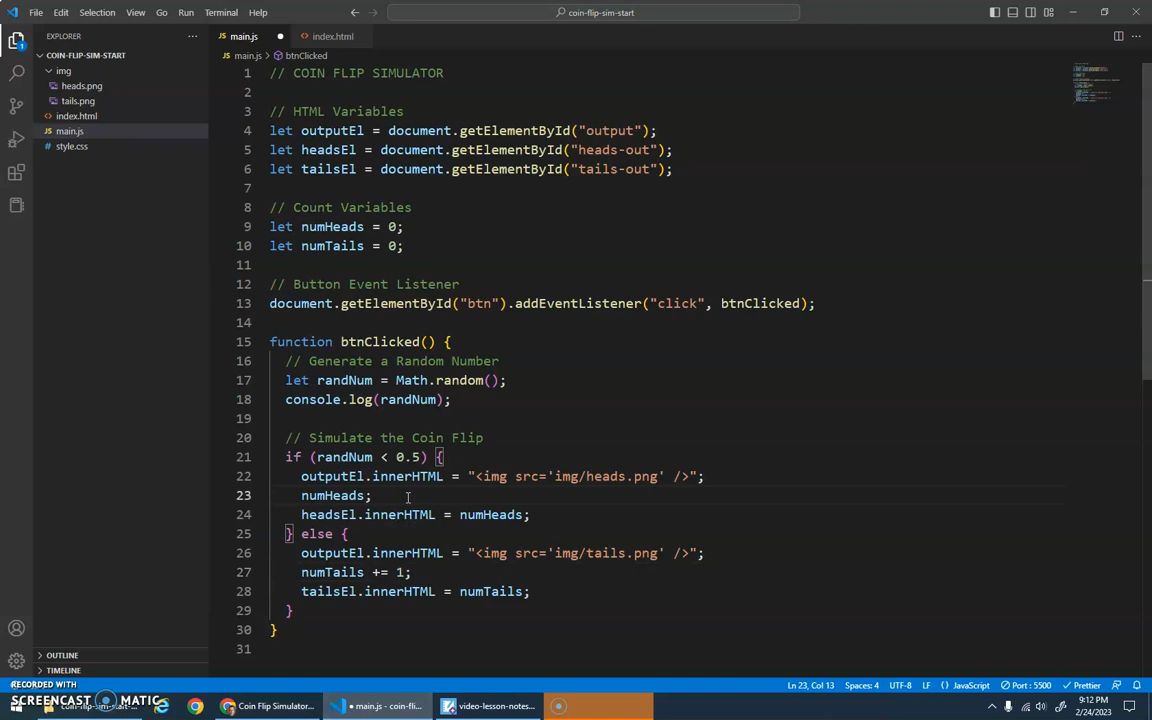 File Edit Selection View Go Run Terminal Help
coin-flip-sim-start
EXPLORER
main.js
index.html
COIN-FLIP-SIM-START
main.js > btnClicked
img
heads.png
tails.png
index.html
main.js
style.css
1 // COIN FLIP SIMULATOR
2
3 // HTML Variables
4 let outputEl = document.getElementById("output");
5 let headsEl = document.getElementById("heads-out");
6 let tailsEl = document.getElementById("tails-out");
7
8 // Count Variables
9 let numHeads = 0;
10 let numTails = 0;
11
12 // Button Event Listener
13 document.getElementById("btn").addEventListener("click", btnClicked);
14
15 function btnClicked() {
16 // Generate a Random Number
17 let randNum = Math.random();
18 console.log(randNum);
19
20 // Simulate the Coin Flip
21 if (randNum < 0.5) {
22 outputEl.innerHTML = "<img src='img/heads.png' />";
23 numHeads;
24 headsEl.innerHTML = numHeads;
25 } else {
26 outputEl.innerHTML = "<img src='img/tails.png' />";
27 numTails += 1;
28 tailsEl.innerHTML = numTails;
29 }
30 }
31
OUTLINE
TIMELINE
Ln 23, Col 13 Spaces: 4 UTF-8 LF {} JavaScript Port : 5500 Prettier
RECORDED WITH
SCREENCAST MATIC
coin-flip-sim-start...
Coin Flip Simulator...
• main.js - coin-fli...
video-lesson-notes...
9:12 PM
2/24/2023